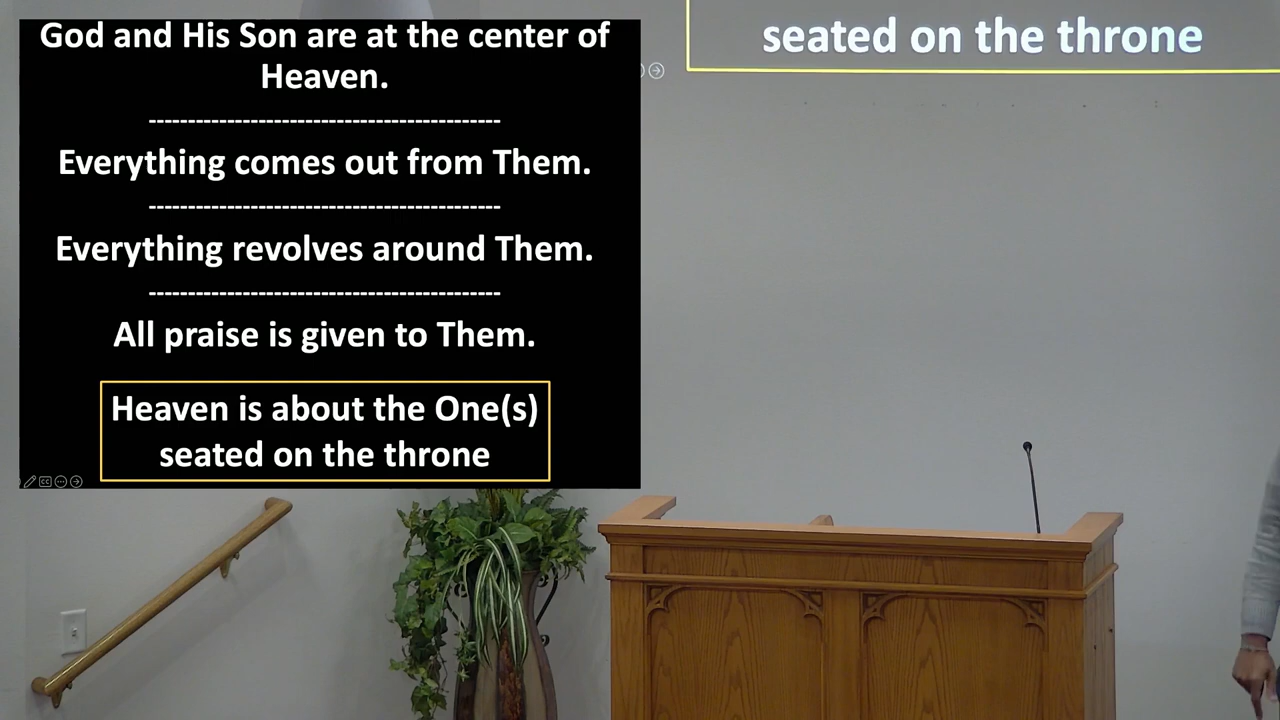 God and His Son are at the center of
Heaven.
---------------------------------------------
Everything comes out from Them.
---------------------------------------------
Everything revolves around Them.
---------------------------------------------
All praise is given to Them.
Heaven is about the One(s)
seated on the throne
CC
seated on the throne